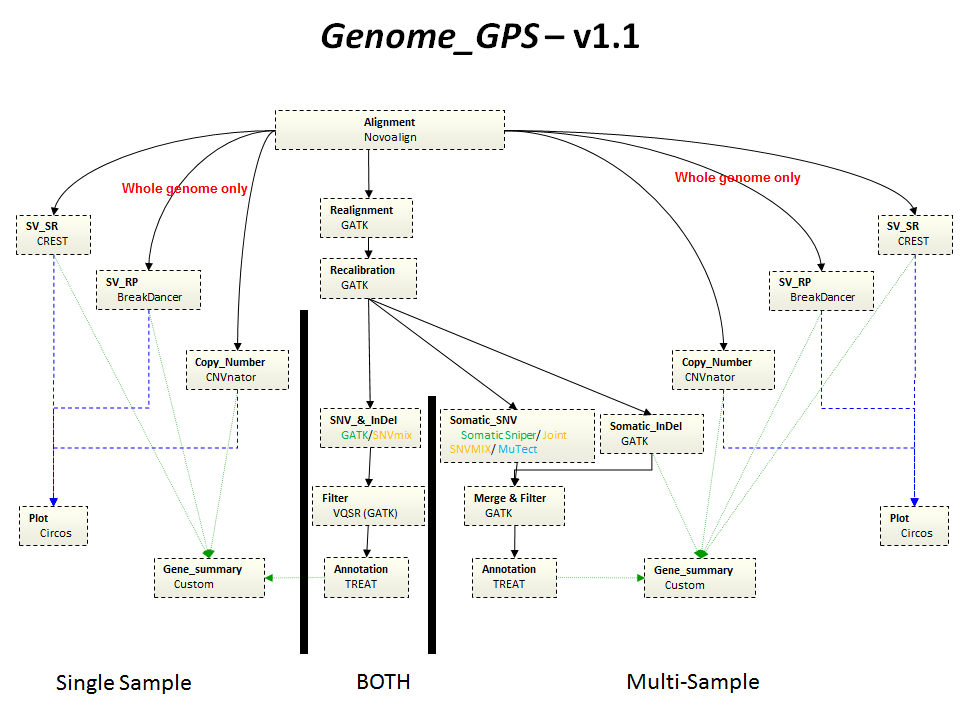 Genome_GPS – v1.1
Alignment
Novoalign
Whole genome only
Whole genome only
Realignment
GATK
SV_SR
CREST
SV_SR
CREST
Recalibration
GATK
SV_RP
BreakDancer
SV_RP
BreakDancer
Copy_Number
CNVnator
Copy_Number
CNVnator
SNV_&_InDel
GATK/SNVmix
Somatic_SNV
Somatic Sniper/ Joint
SNVMIX/ MuTect
Somatic_InDel
GATK
Filter
VQSR (GATK)
Merge & Filter
GATK
Plot
Circos
Plot
Circos
Gene_summary
Custom
Annotation
TREAT
Annotation
TREAT
Gene_summary
Custom
Single Sample
BOTH
Multi-Sample